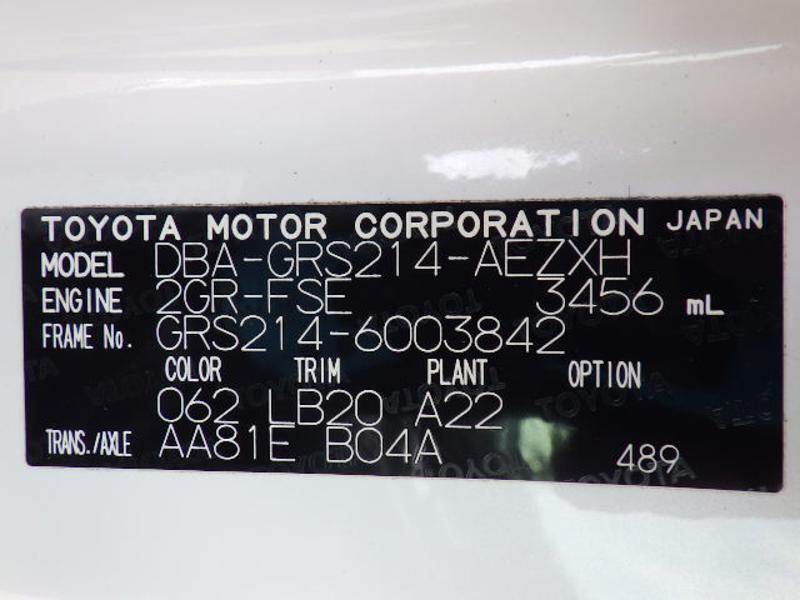 TOYOTA MOTOR CORPORATION JAPAN
MODEL DBA-GRS214-AEZXH
ENGINE 2GR-FSE 3456 mL
FRAME No. GRS214-6003842
COLOR TRIM PLANT OPTION
062 LB20 A22
TRANS./AXLE AA81E B04A 489